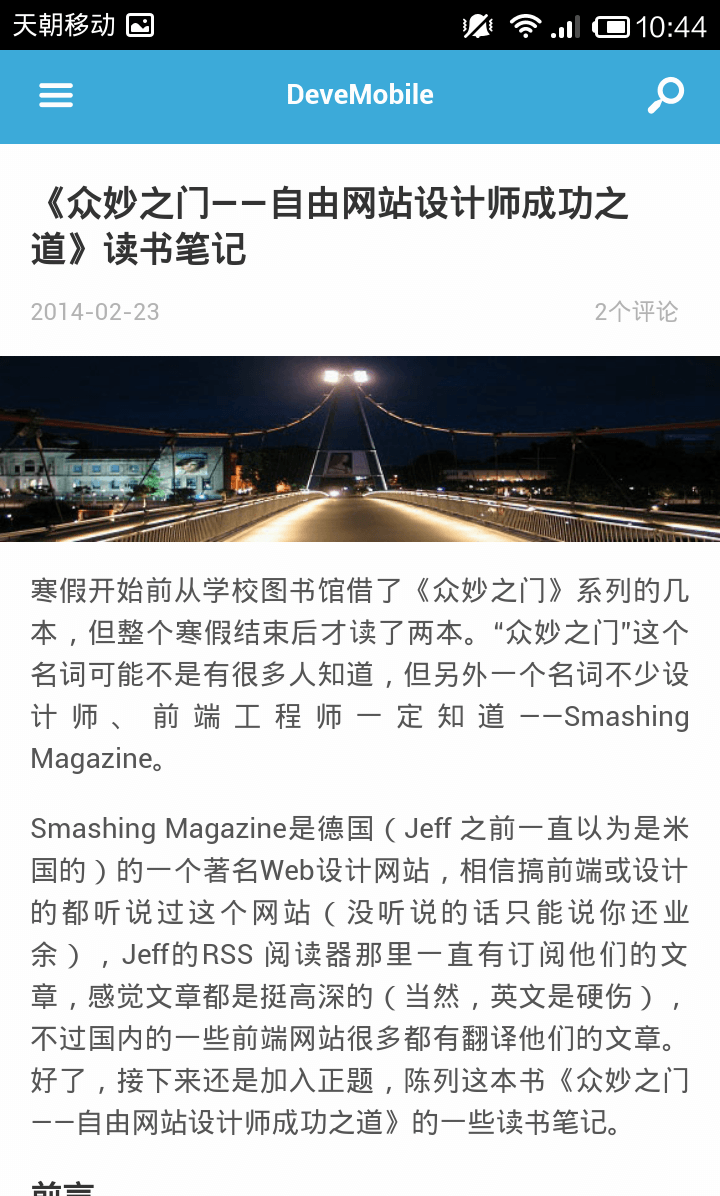 天朝移动 10:44
DeveMobile
《众妙之门——自由网站设计师成功之
道》读书笔记
2014-02-23 2个评论
寒假开始前从学校图书馆借了《众妙之门》系列的几
本，但整个寒假结束后才读了两本。“众妙之门”这个
名词可能不是有很多人知道，但另外一个名词不少设
计师、前端工程师一定知道——Smashing
Magazine。
Smashing Magazine是德国（Jeff 之前一直以为是米
国的）的一个著名Web设计网站，相信搞前端或设计
的都听说过这个网站（没听说的话只能说你还业
余），Jeff的RSS 阅读器那里一直有订阅他们的文
章，感觉文章都是挺高深的（当然，英文是硬伤），
不过国内的一些前端网站很多都有翻译他们的文章。
好了，接下来还是加入正题，陈列这本书《众妙之门
——自由网站设计师成功之道》的一些读书笔记。
前言